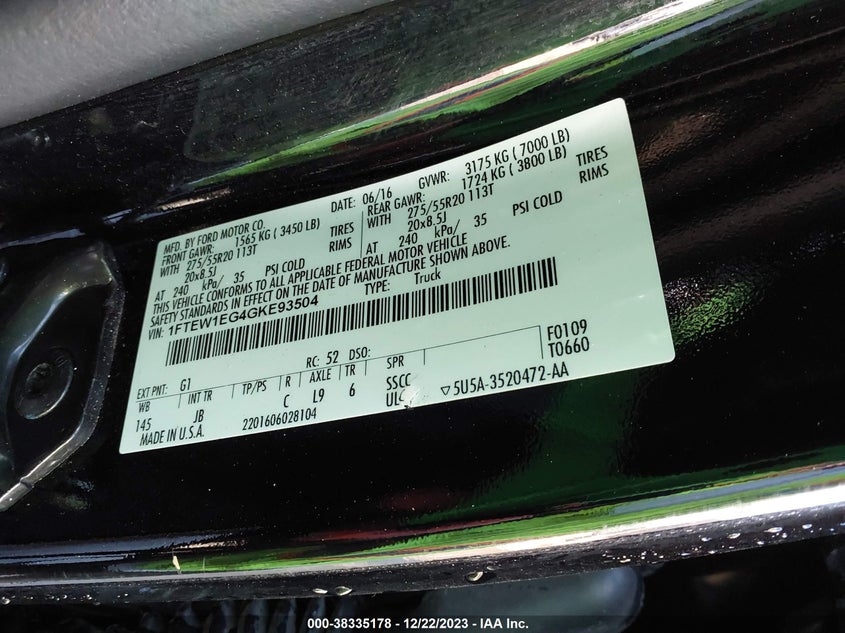 MFD. BY FORD MOTOR CO.
DATE: 06/16 GVWR: 3175 KG ( 7000 LB)
FRONT GAWR: 1565 KG ( 3450 LB) REAR GAWR: 1724 KG ( 3800 LB)
WITH 275/55R20 113T TIRES WITH 275/55R20 113T TIRES
20x8.5J RIMS 20x8.5J RIMS
AT 240 kPa/ 35 PSI COLD AT 240 kPa/ 35 PSI COLD
THIS VEHICLE CONFORMS TO ALL APPLICABLE FEDERAL MOTOR VEHICLE
SAFETY STANDARDS IN EFFECT ON THE DATE OF MANUFACTURE SHOWN ABOVE.
VIN: 1FTEW1EG4GKE93504 TYPE: Truck
F0109
T0660
EXT PNT: G1 RC: 52 DSO:
WB INT TR TP/PS R AXLE TR SPR
145 JB C L9 6 SSCC
MADE IN U.S.A. 2201606028104 5U5A-3520472-AA
000-38335178 - 12/22/2023 - IAA Inc.